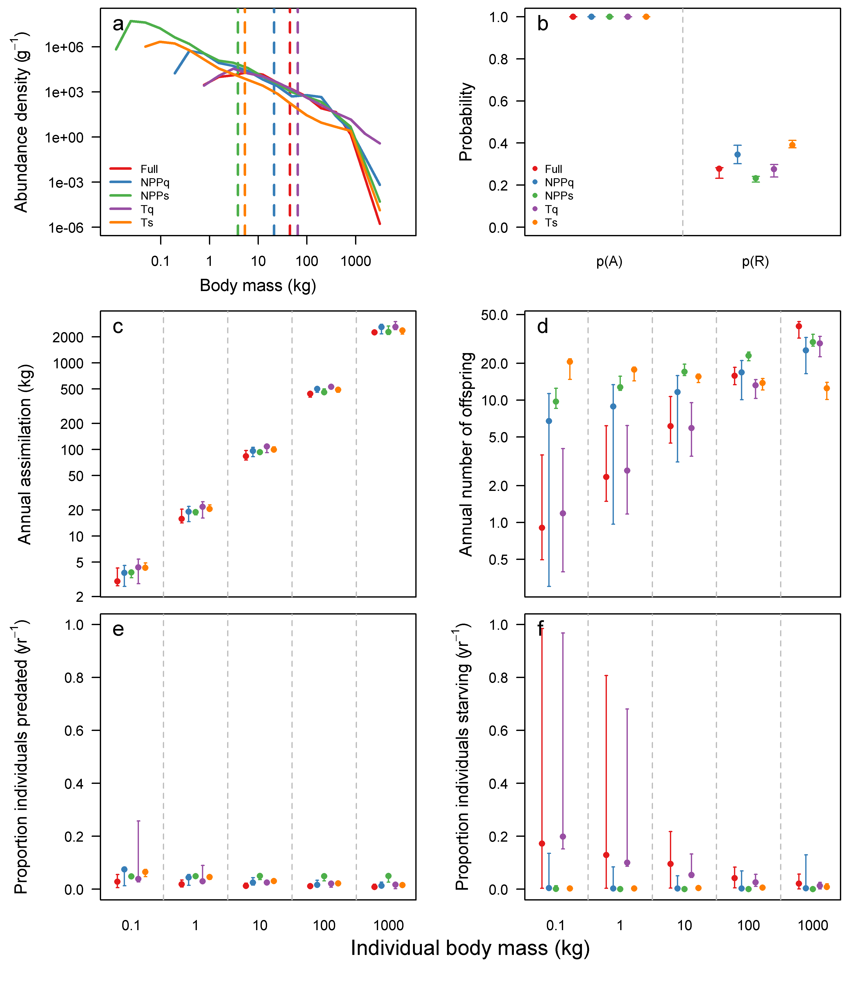 a
Abundance density (g⁻¹)
1e+06
1e+03
1e+00
1e-03
1e-06
Full
NPPq
NPPs
Tq
Ts
0.1 1 10 100 1000
Body mass (kg)
b
Probability
1.0
0.8
0.6
0.4
0.2
0.0
Full
NPPq
NPPs
Tq
Ts
p(A) p(R)
c
Annual assimilation (kg)
2000
1000
500
200
100
50
20
10
5
2
d
Annual number of offspring
50.0
20.0
10.0
5.0
2.0
1.0
0.5
e
Proportion individuals predated (yr⁻¹)
1.0
0.8
0.6
0.4
0.2
0.0
0.1 1 10 100 1000
f
Proportion individuals starving (yr⁻¹)
1.0
0.8
0.6
0.4
0.2
0.0
0.1 1 10 100 1000
Individual body mass (kg)